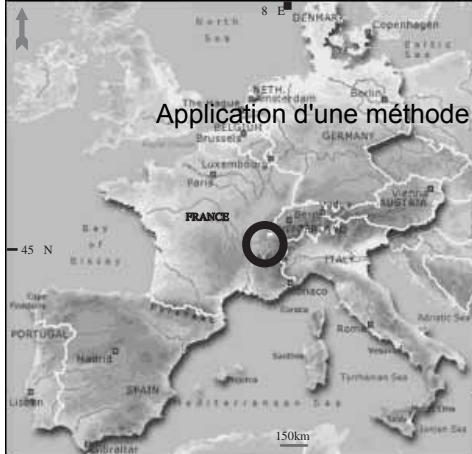 8 E
DENMARK
Copenhagen
North
Sea
Baltic
Sea
NETH.
Amsterdam
Berlin
The Hague
Application d'une méthode
BELGIUM
Brussels
GERMANY
Luxembourg
Paris
Vienna
AUSTRIA
FRANCE
Bern
Bay
of
Biscay
45 N
ITALY
Monaco
Corsica
Adriatic Sea
PORTUGAL
Rome
Madrid
Sardinia
SPAIN
Tyrrhenian Sea
Lisbon
Mediterranean Sea
Ionian Sea
Gibraltar
150km